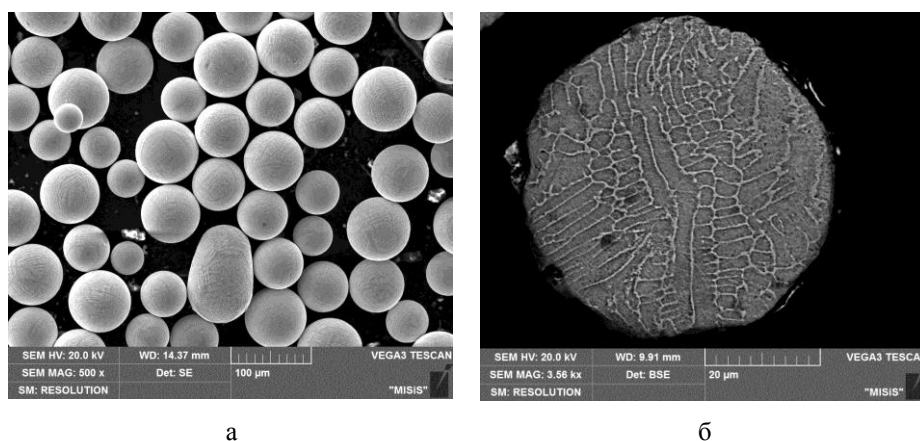 SEM HV: 20.0 kV WD: 14.37 mm VEGA3 TESCAN
SEM MAG: 500 x Det: SE 100 µm
SM: RESOLUTION "MISiS"
SEM HV: 20.0 kV WD: 9.91 mm VEGA3 TESCAN
SEM MAG: 3.56 kx Det: BSE 20 µm
SM: RESOLUTION "MISiS"
а
б